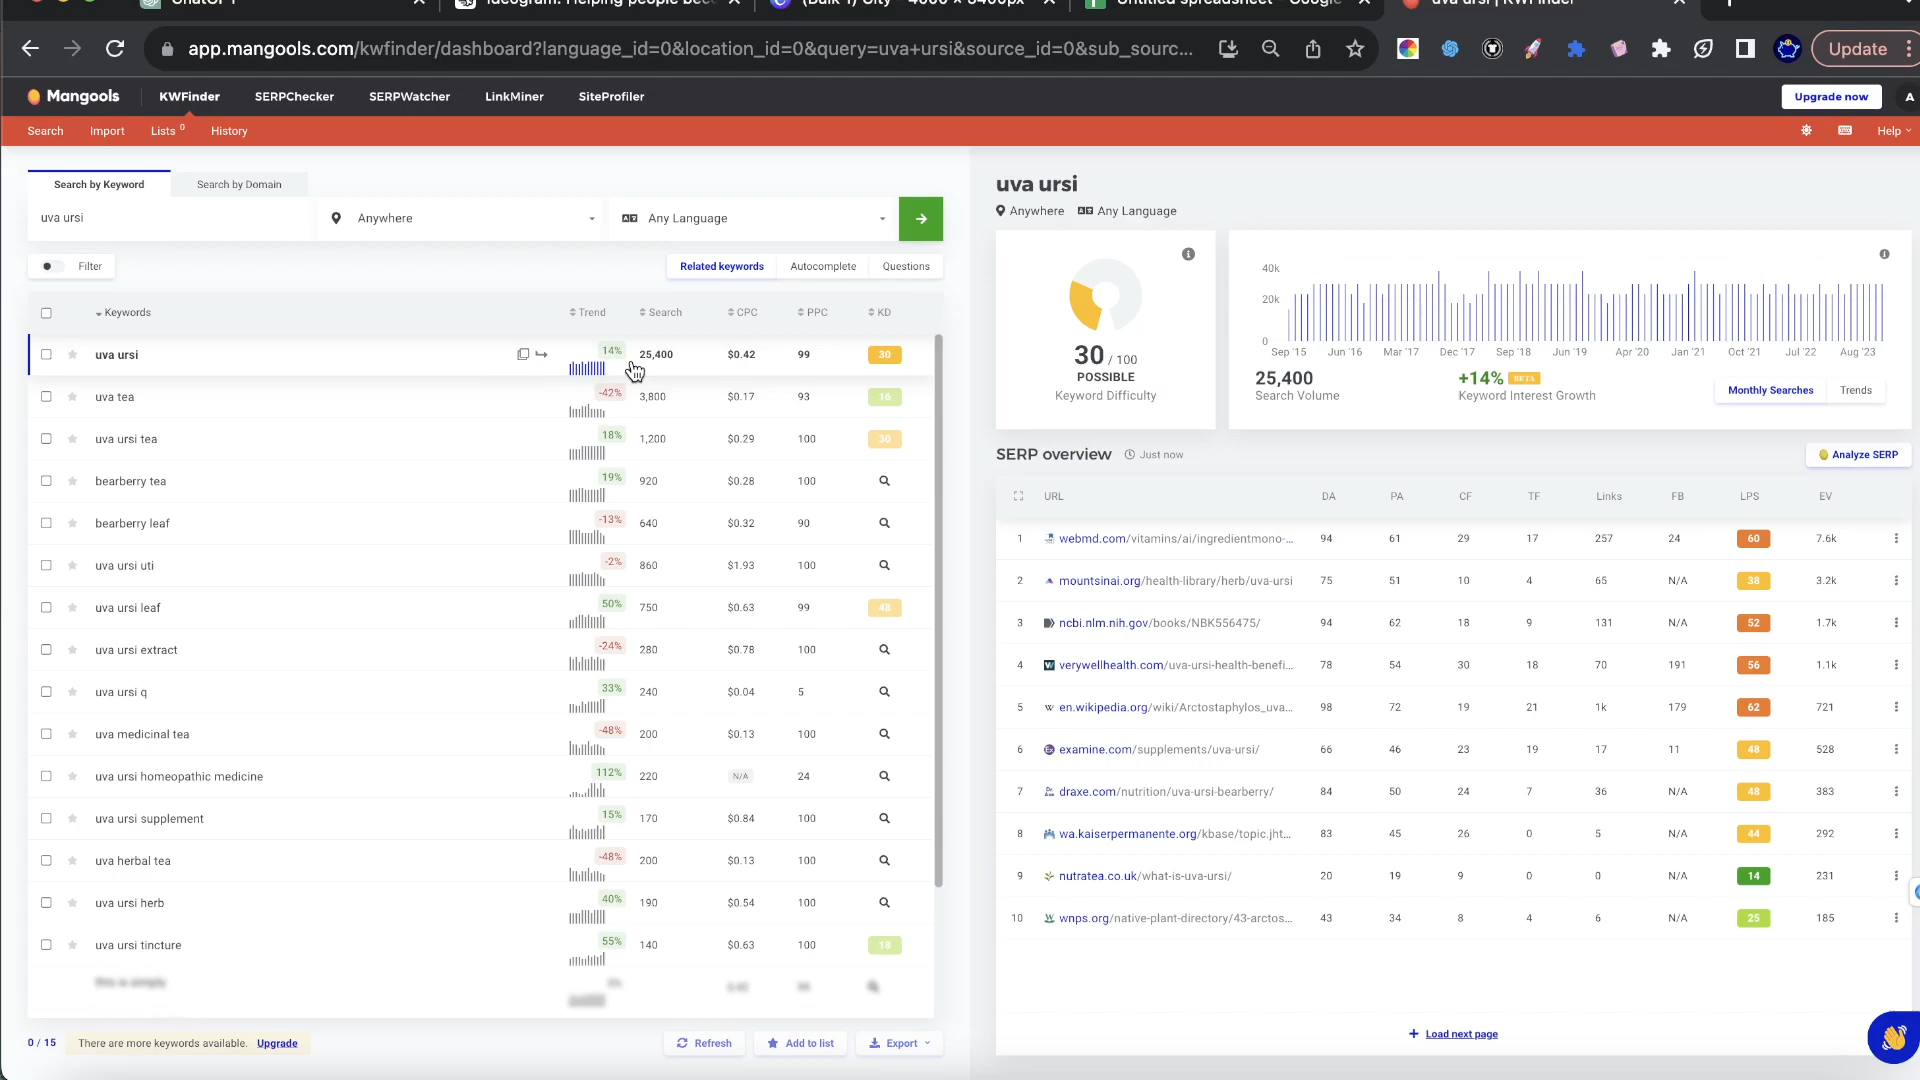 ChatGPT
Ideogram: Helping people bec
(Bulk 1) City - 4000 × 5400px
Untitled spreadsheet - Google
uva ursi | KWFinder
app.mangools.com/kwfinder/dashboard?language_id=0&location_id=0&query=uva+ursi&source_id=0&sub_sourc...
Update
Mangools
KWFinder
SERPChecker
SERPWatcher
LinkMiner
SiteProfiler
Upgrade now
A
Search
Import
Lists 0
History
Help
Search by Keyword
Search by Domain
uva ursi
Anywhere
Any Language
Filter
Related keywords
Autocomplete
Questions
Keywords Trend Search CPC PPC KD
uva ursi 14% 25,400 $0.42 99 30
uva tea -42% 3,800 $0.17 93 16
uva ursi tea 18% 1,200 $0.29 100 30
bearberry tea 19% 920 $0.28 100
bearberry leaf -13% 640 $0.32 90
uva ursi uti -2% 860 $1.93 100
uva ursi leaf 50% 750 $0.63 99 48
uva ursi extract -24% 280 $0.78 100
uva ursi q 33% 240 $0.04 5
uva medicinal tea -48% 200 $0.13 100
uva ursi homeopathic medicine 112% 220 N/A 24
uva ursi supplement 15% 170 $0.84 100
uva herbal tea -48% 200 $0.13 100
uva ursi herb 40% 190 $0.54 100
uva ursi tincture 55% 140 $0.63 100 18
0 / 15
There are more keywords available. Upgrade
Refresh
Add to list
Export
uva ursi
Anywhere Any Language
30 / 100
POSSIBLE
Keyword Difficulty
40k
20k
0
Sep '15 Jun '16 Mar '17 Dec '17 Sep '18 Jun '19 Apr '20 Jan '21 Oct '21 Jul '22 Aug '23
25,400
Search Volume
+14% BETA
Keyword Interest Growth
Monthly Searches
Trends
SERP overview Just now
Analyze SERP
URL DA PA CF TF Links FB LPS EV
1 webmd.com/vitamins/ai/ingredientmono-... 94 61 29 17 257 24 60 7.6k
2 mountsinai.org/health-library/herb/uva-ursi 75 51 10 4 65 N/A 38 3.2k
3 ncbi.nlm.nih.gov/books/NBK556475/ 94 62 18 9 131 N/A 52 1.7k
4 verywellhealth.com/uva-ursi-health-benefi... 78 54 30 18 70 191 56 1.1k
5 en.wikipedia.org/wiki/Arctostaphylos_uva... 98 72 19 21 1k 179 62 721
6 examine.com/supplements/uva-ursi/ 66 46 23 19 17 11 48 528
7 draxe.com/nutrition/uva-ursi-bearberry/ 84 50 24 7 36 N/A 48 383
8 wa.kaiserpermanente.org/kbase/topic.jht... 83 45 26 0 5 N/A 44 292
9 nutratea.co.uk/what-is-uva-ursi/ 20 19 9 0 0 N/A 14 231
10 wnps.org/native-plant-directory/43-arctos... 43 34 8 4 6 N/A 25 185
Load next page